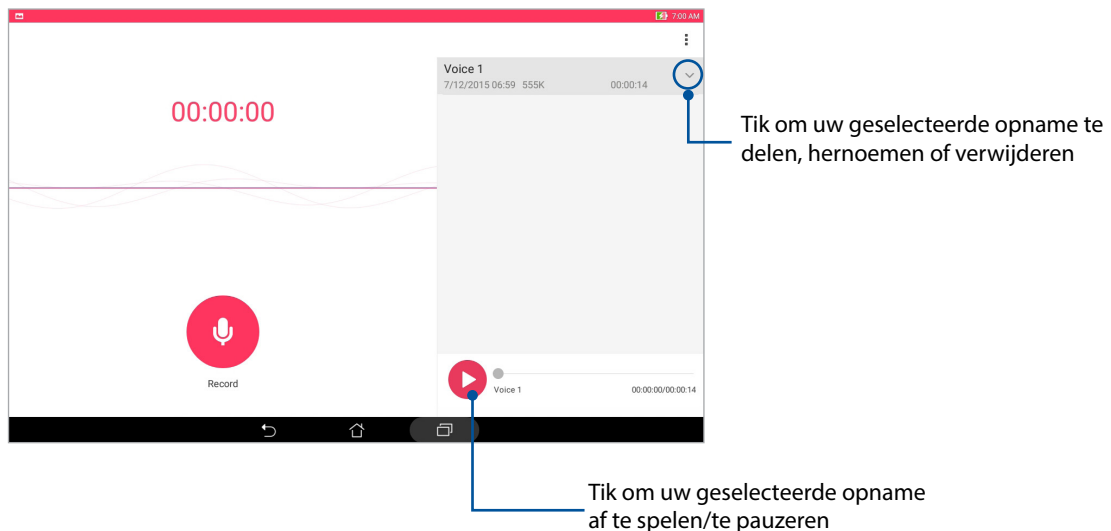 7:00 AM
Voice 1
7/12/2015 06:59 555K 00:00:14
00:00:00
Tik om uw geselecteerde opname te
delen, hernoemen of verwijderen
Record
Voice 1 00:00:00/00:00:14
Tik om uw geselecteerde opname
af te spelen/te pauzeren